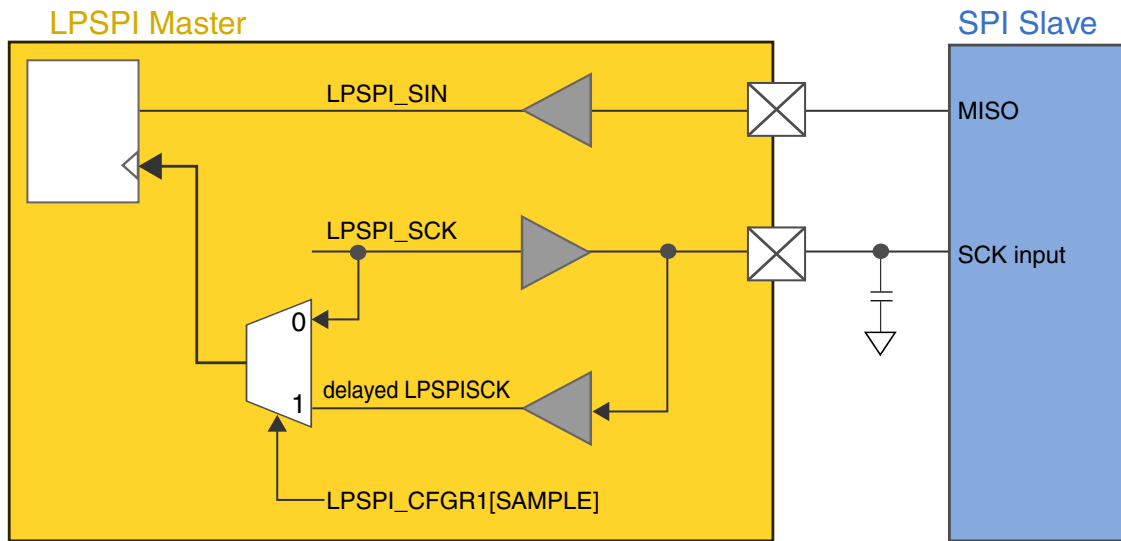 LPSPI Master
SPI Slave
LPSPI_SIN
MISO
LPSPI_SCK
SCK input
0
1
delayed LPSPISCK
LPSPI_CFGR1[SAMPLE]